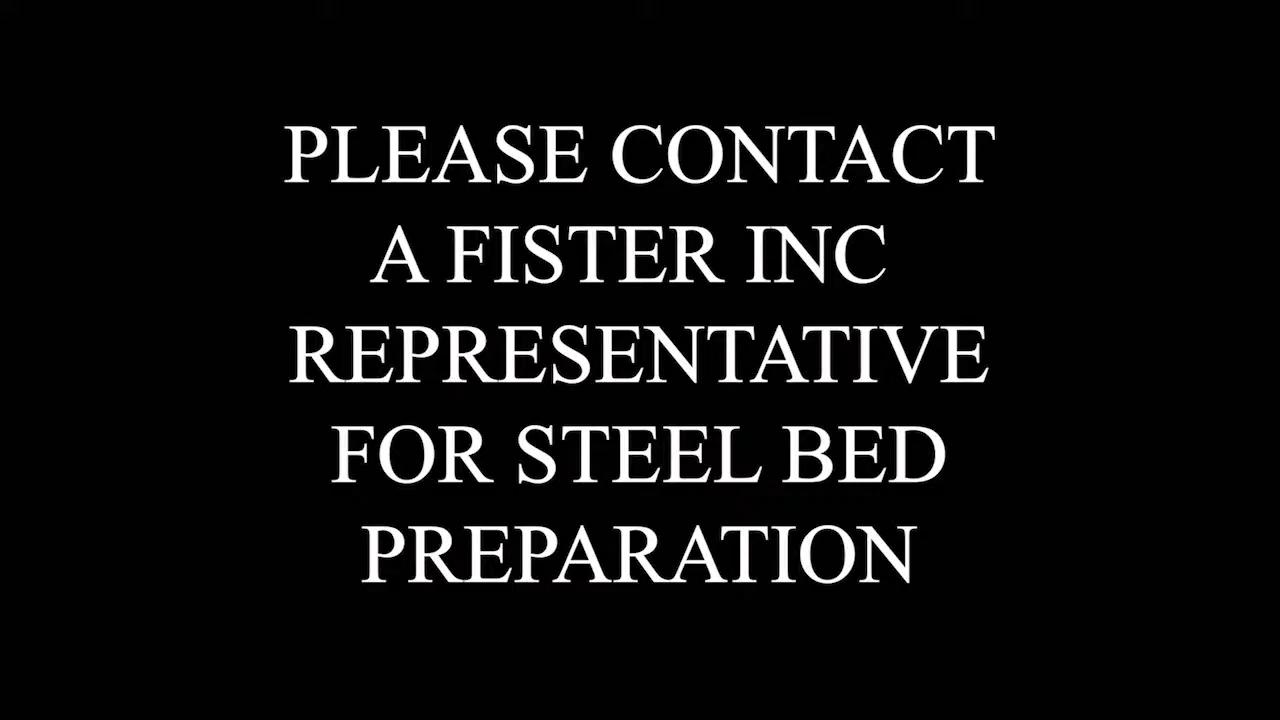 PLEASE CONTACT
A FISTER INC
REPRESENTATIVE
FOR STEEL BED
PREPARATION